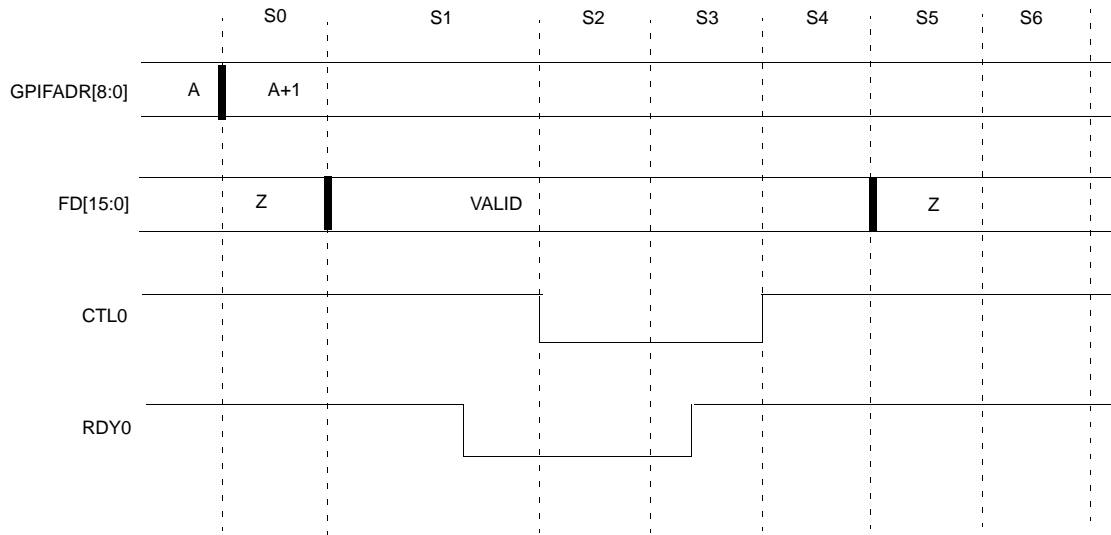 S0 S1 S2 S3 S4 S5 S6
GPIFADR[8:0] A A+1
FD[15:0] Z VALID Z
CTL0
RDY0